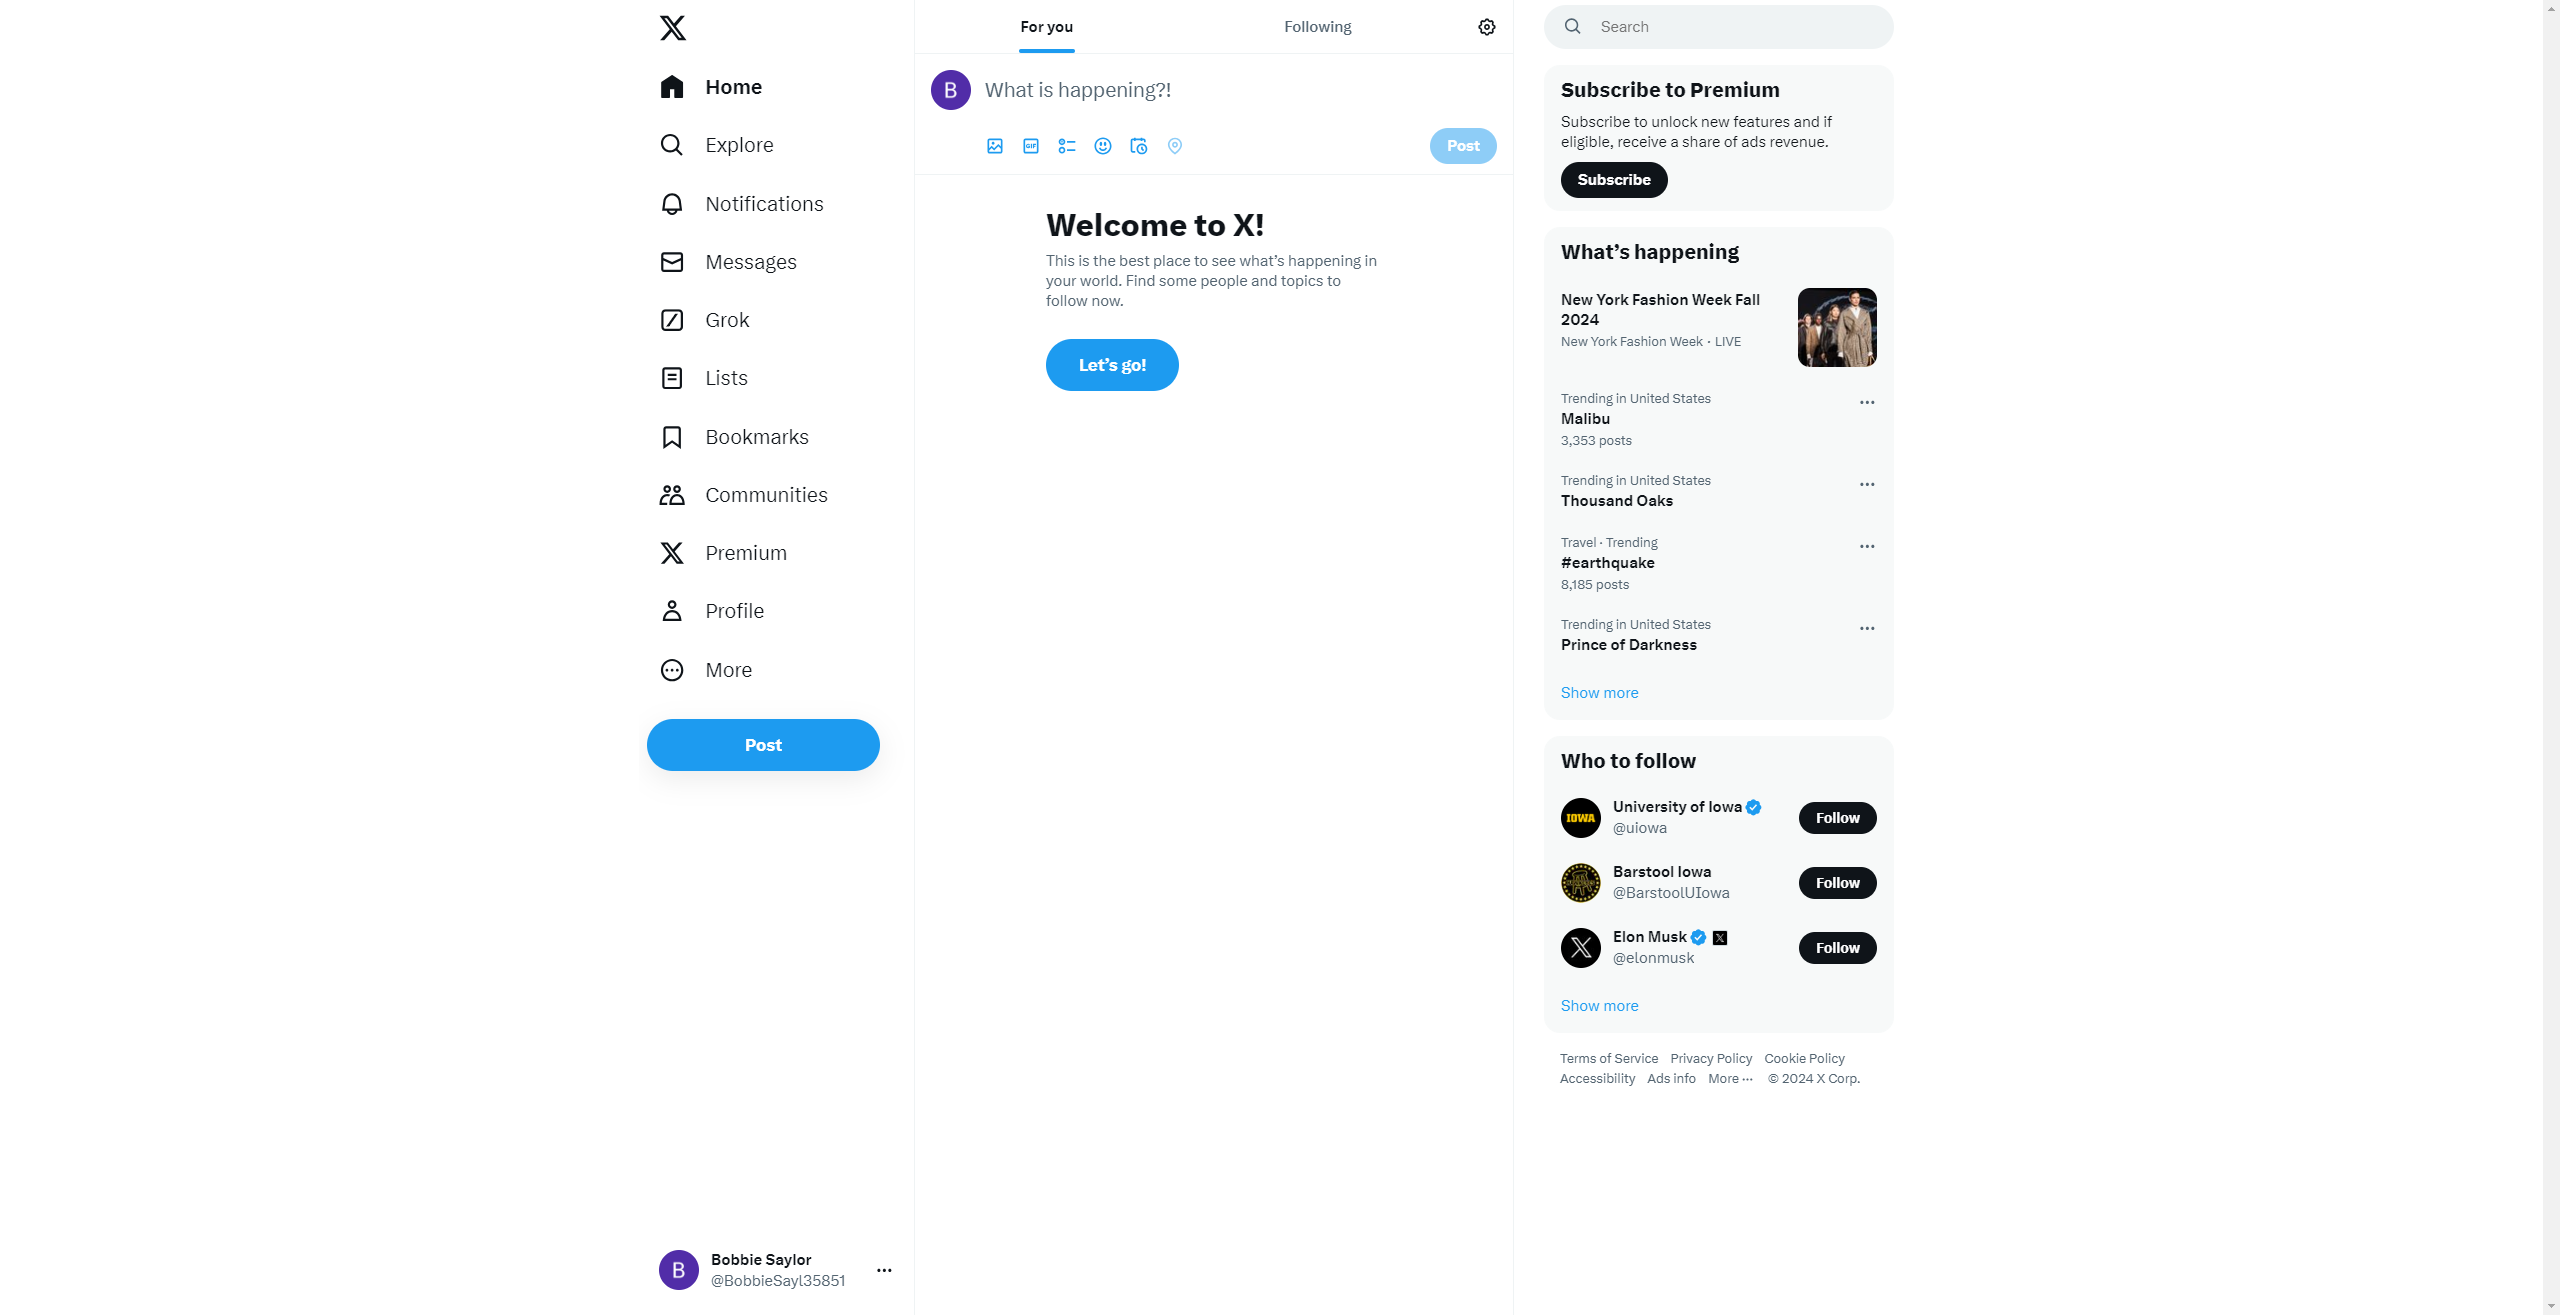 Home
Explore
Notifications
Messages
Grok
Lists
Bookmarks
Communities
Premium
Profile
More
Post
B
Bobbie Saylor
@BobbieSayl35851
For you
Following
B
What is happening?!
GIF
Post
Welcome to X!
This is the best place to see what’s happening in
your world. Find some people and topics to
follow now.
Let’s go!
Search
Subscribe to Premium
Subscribe to unlock new features and if
eligible, receive a share of ads revenue.
Subscribe
What’s happening
New York Fashion Week Fall
2024
New York Fashion Week · LIVE
Trending in United States
Malibu
3,353 posts
Trending in United States
Thousand Oaks
Travel · Trending
#earthquake
8,185 posts
Trending in United States
Prince of Darkness
Show more
Who to follow
IOWA
University of Iowa
@uiowa
Follow
Barstool Iowa
@BarstoolUIowa
Follow
Elon Musk
@elonmusk
Follow
Show more
Terms of Service Privacy Policy Cookie Policy
Accessibility Ads info More ··· © 2024 X Corp.